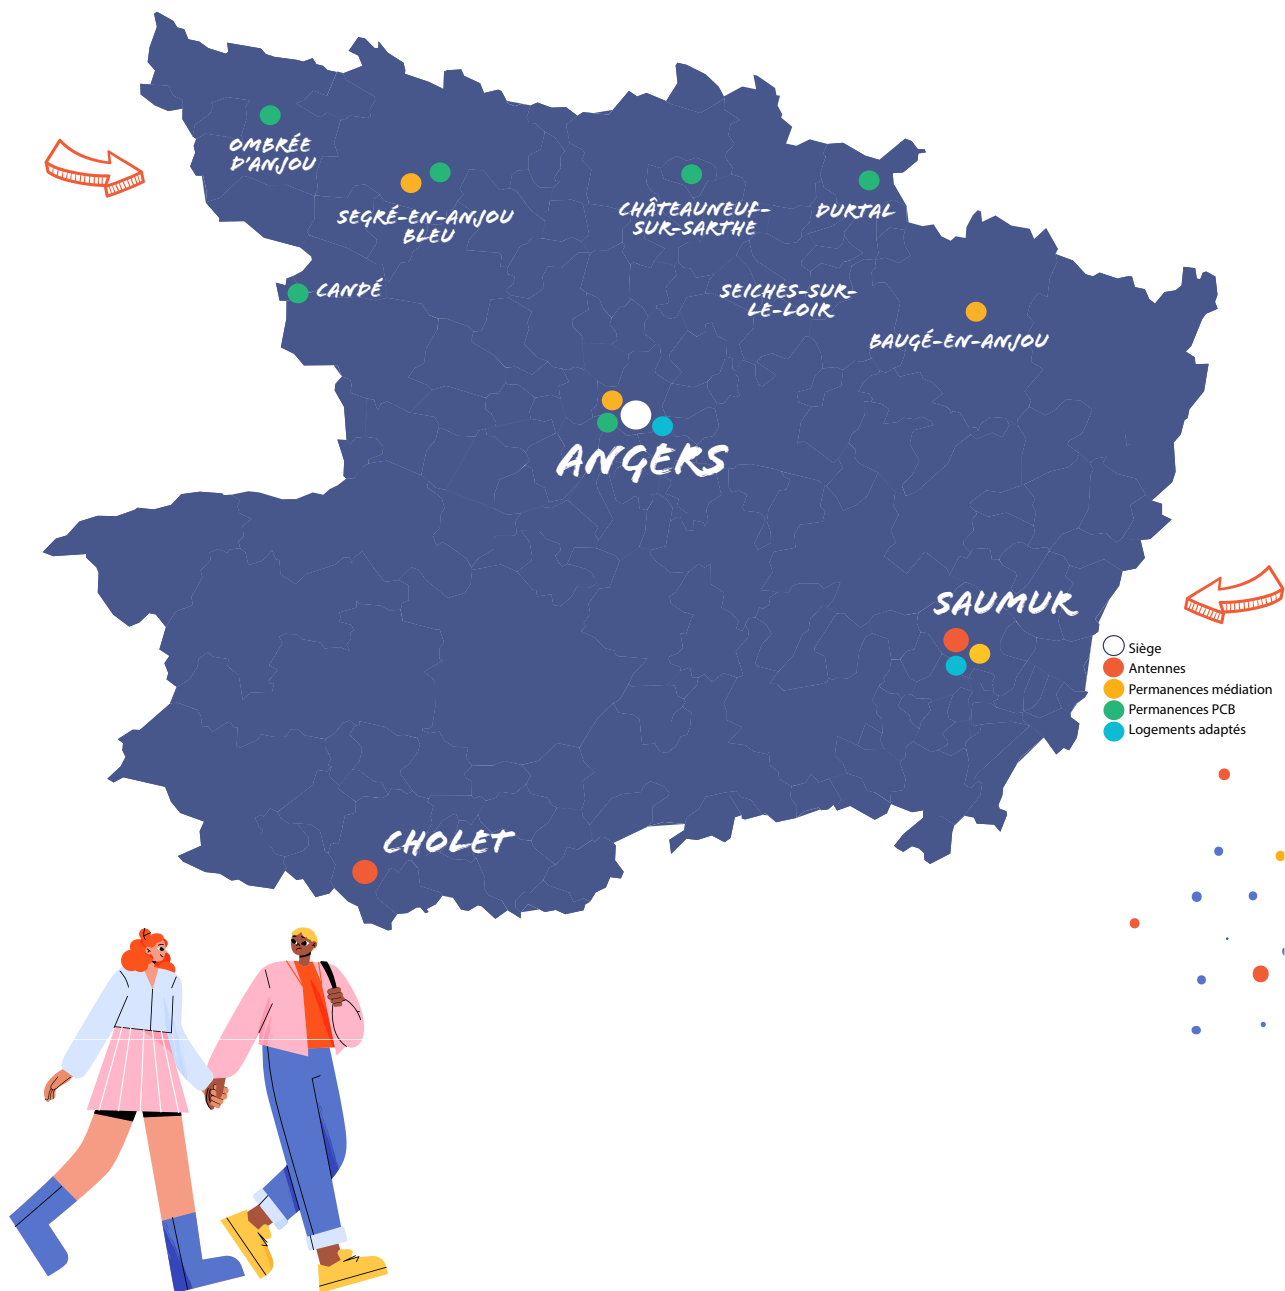 OMBRÉE
D'ANJOU
SEGRÉ-EN-ANJOU
BLEU
CHÂTEAUNEUF-
SUR-SARTHE
DURTAL
CANDÉ
SEICHES-SUR-
LE-LOIR
BAUGÉ-EN-ANJOU
ANGERS
SAUMUR
Siège
Antennes
Permanences médiation
Permanences PCB
Logements adaptés
CHOLET